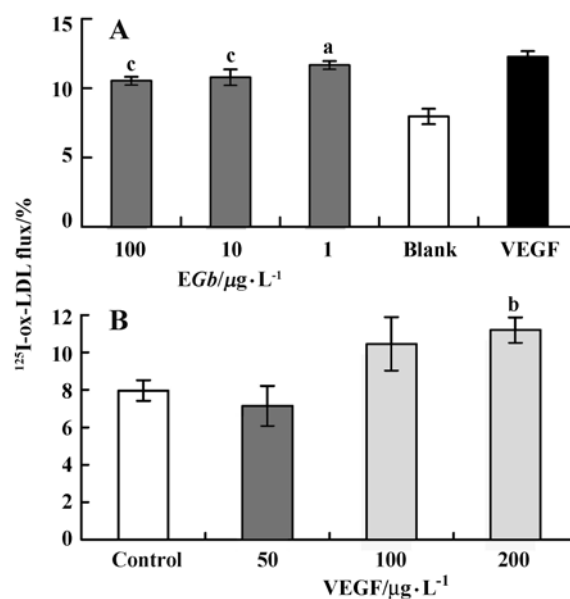 A
15
10
5
0
c
c
a
100
10
1
Blank
VEGF
EGb/μg·L⁻¹
¹²⁵I-ox-LDL flux/%
B
12
10
8
6
4
2
0
b
Control
50
100
200
VEGF/μg·L⁻¹